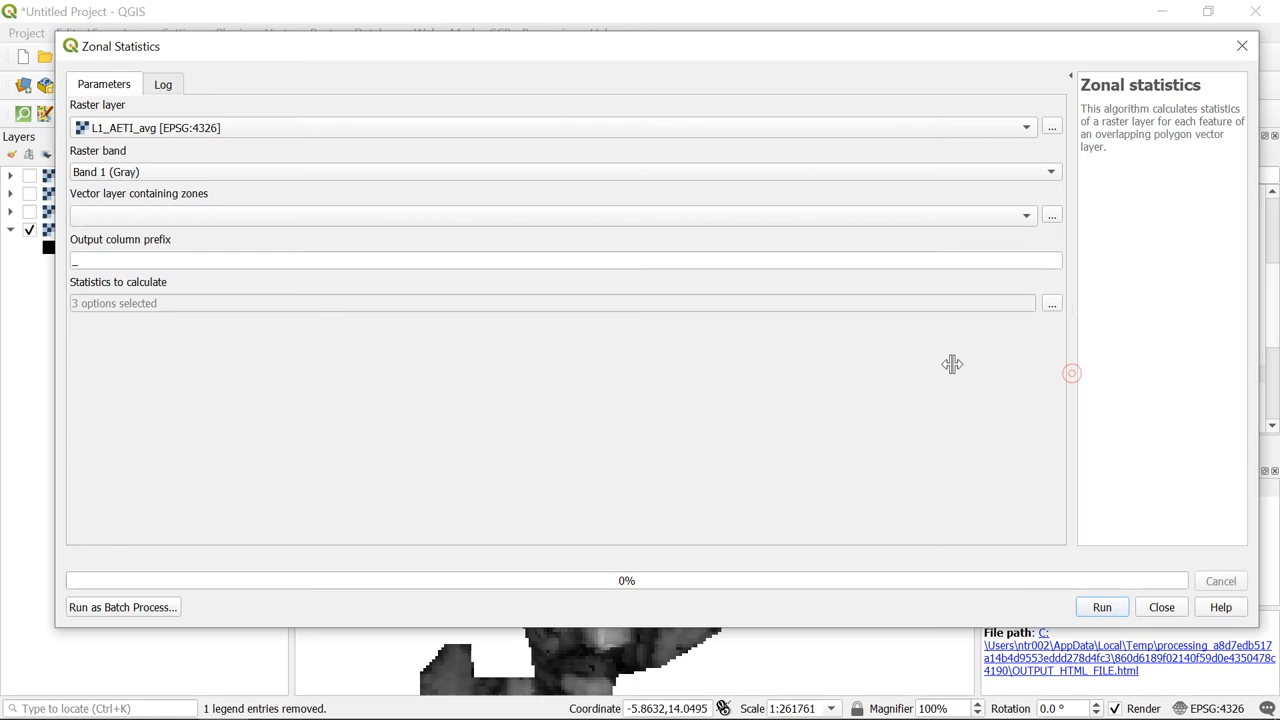 *Untitled Project — QGIS
Project
Zonal Statistics
Parameters
Log
Raster layer
L1_AETI_avg [EPSG:4326]
...
Raster band
Band 1 (Gray)
Vector layer containing zones
...
Output column prefix
_
Statistics to calculate
3 options selected
...
Zonal statistics
This algorithm calculates statistics
of a raster layer for each feature of
an overlapping polygon vector
layer.
Layers
0%
Cancel
Run as Batch Process...
Run
Close
Help
File path: C:
\Users\ntr002\AppData\Local\Temp\processing_a8d7edb517
a14b4d9553eddd278d4fc3\860d6189f02140f59d0e4350478c
4190\OUTPUT_HTML_FILE.html
Type to locate (Ctrl+K)
1 legend entries removed.
Coordinate
-5.8632,14.0495
Scale
1:261761
Magnifier
100%
Rotation
0.0 °
Render
EPSG:4326